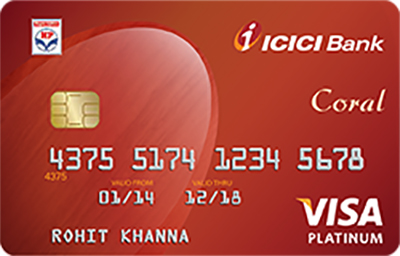 HP
ICICI Bank
Coral
4375 5174 1234 5678
4375
VALID FROM VALID THRU
01/14 12/18
VISA
ROHIT KHANNA
PLATINUM